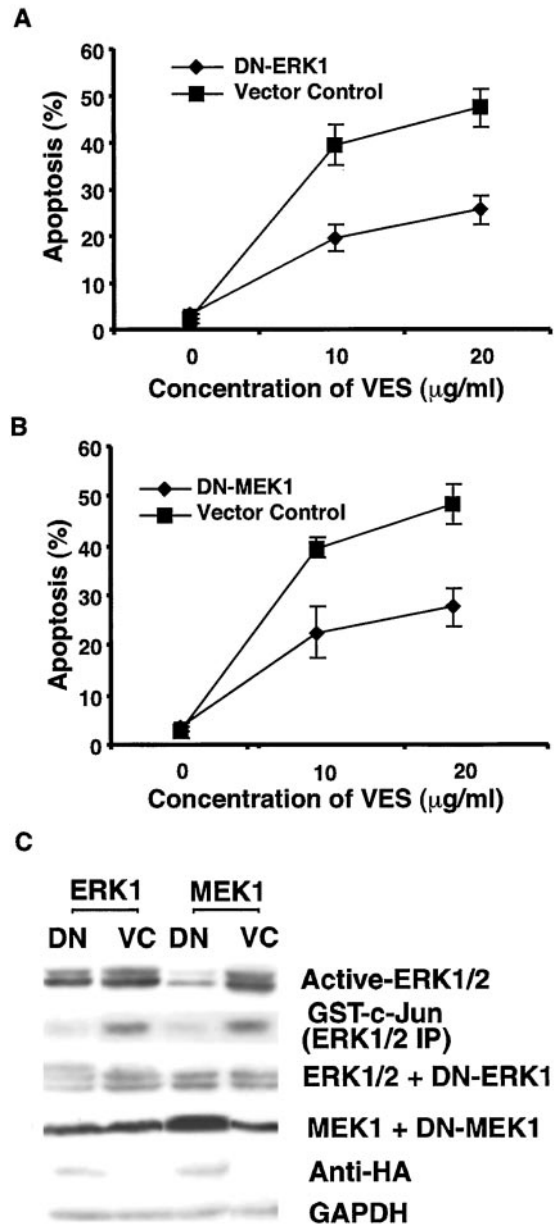 A
DN-ERK1
Vector Control
Apoptosis (%)
60
50
40
30
20
10
0
0 10 20
Concentration of VES (μg/ml)
B
DN-MEK1
Vector Control
Apoptosis (%)
60
50
40
30
20
10
0
0 10 20
Concentration of VES (μg/ml)
C
ERK1 MEK1
DN VC DN VC
Active-ERK1/2
GST-c-Jun
(ERK1/2 IP)
ERK1/2 + DN-ERK1
MEK1 + DN-MEK1
Anti-HA
GAPDH